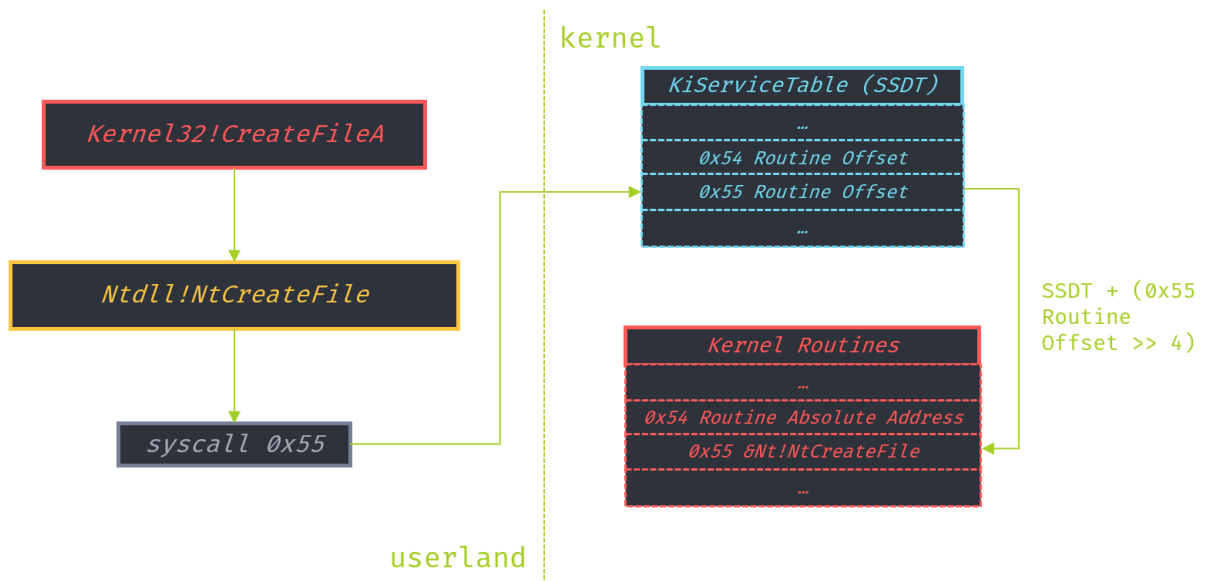 kernel
KiServiceTable (SSDT)
…
0x54 Routine Offset
0x55 Routine Offset
…
Kernel32!CreateFileA
Ntdll!NtCreateFile
syscall 0x55
SSDT + (0x55
Routine
Offset >> 4)
Kernel Routines
…
0x54 Routine Absolute Address
0x55 &Nt!NtCreateFile
…
userland